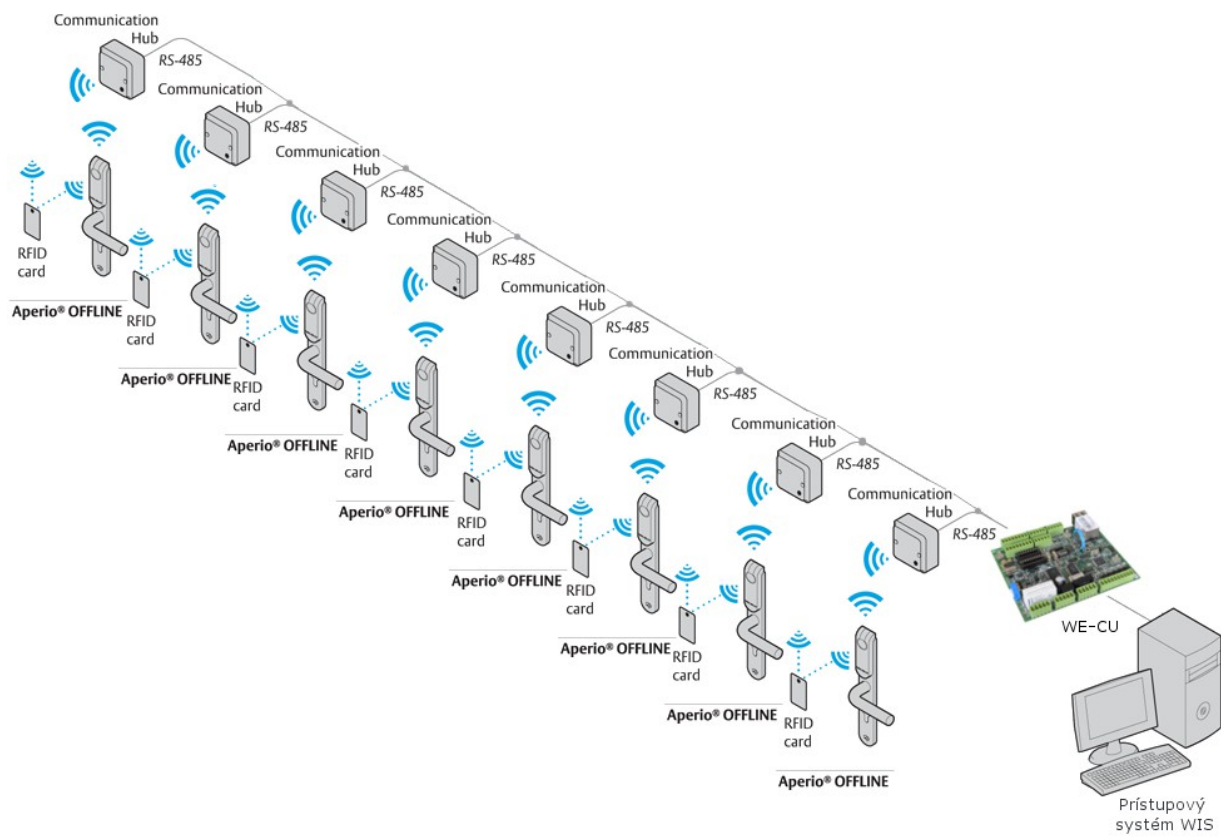 Communication
Hub
RS-485
Communication
Hub
RS-485
Communication
Hub
RS-485
Communication
Hub
RS-485
Communication
Hub
RS-485
Communication
Hub
RS-485
Communication
Hub
RS-485
Communication
Hub
RS-485
RFID
card
Aperio® OFFLINE
RFID
card
Aperio® OFFLINE
RFID
card
Aperio® OFFLINE
RFID
card
Aperio® OFFLINE
RFID
card
Aperio® OFFLINE
RFID
card
Aperio® OFFLINE
RFID
card
Aperio® OFFLINE
RFID
card
Aperio® OFFLINE
WE-CU
Prístupový
systém WIS